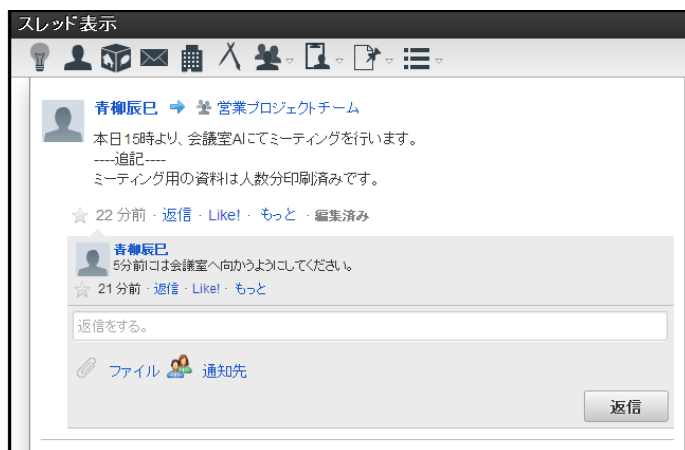 スレッド表示
青柳辰巳 営業プロジェクトチーム
本日15時より、会議室AIにてミーティングを行います。
----追記----
ミーティング用の資料は人数分印刷済みです。
22 分前 · 返信 · Like! · もっと · 編集済み
青柳辰巳
5分前には会議室へ向かうようにしてください。
21 分前 · 返信 · Like! · もっと
返信をする。
ファイル 通知先
返信